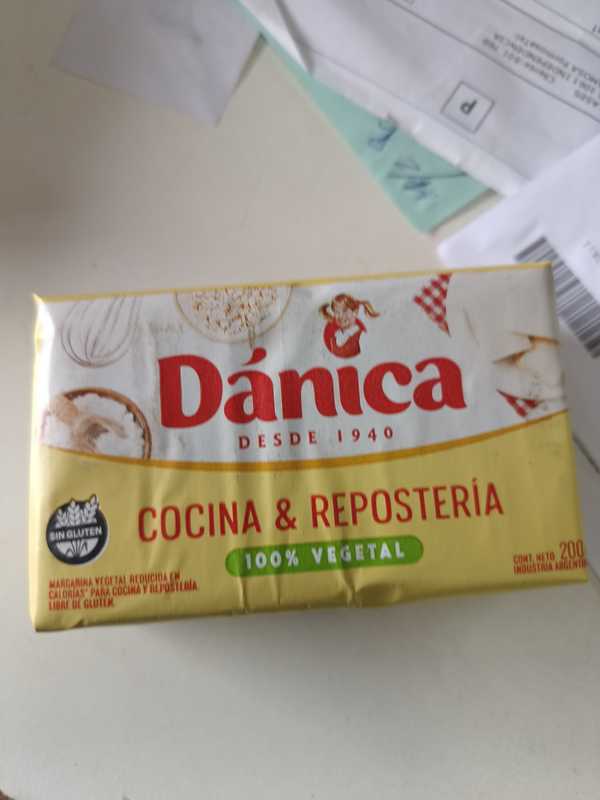 P
Dánica
DESDE 1940
COCINA & REPOSTERÍA
100% VEGETAL
SIN GLUTEN
MARGARINA VEGETAL REDUCIDA EN
CALORÍAS* PARA COCINA Y REPOSTERÍA.
LIBRE DE GLUTEN.
CONT. NETO 200
INDUSTRIA ARGENTIN